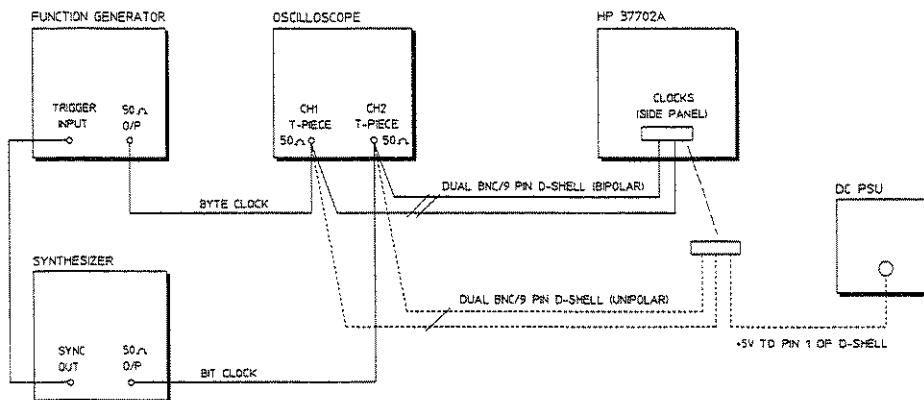 FUNCTION GENERATOR
OSCILLOSCOPE
HP 37702A
TRIGGER
INPUT
50Ω
O/P
CH1
T-PIECE
50Ω
CH2
T-PIECE
50Ω
CLOCKS
(SIDE PANEL)
DUAL BNC/9 PIN D-SHELL (BIPOLAR)
DC PSU
BYTE CLOCK
SYNTHESIZER
DUAL BNC/9 PIN D-SHELL (UNIPOLAR)
+5V TO PIN 1 OF D-SHELL
SYNC
OUT
50Ω
O/P
BIT CLOCK